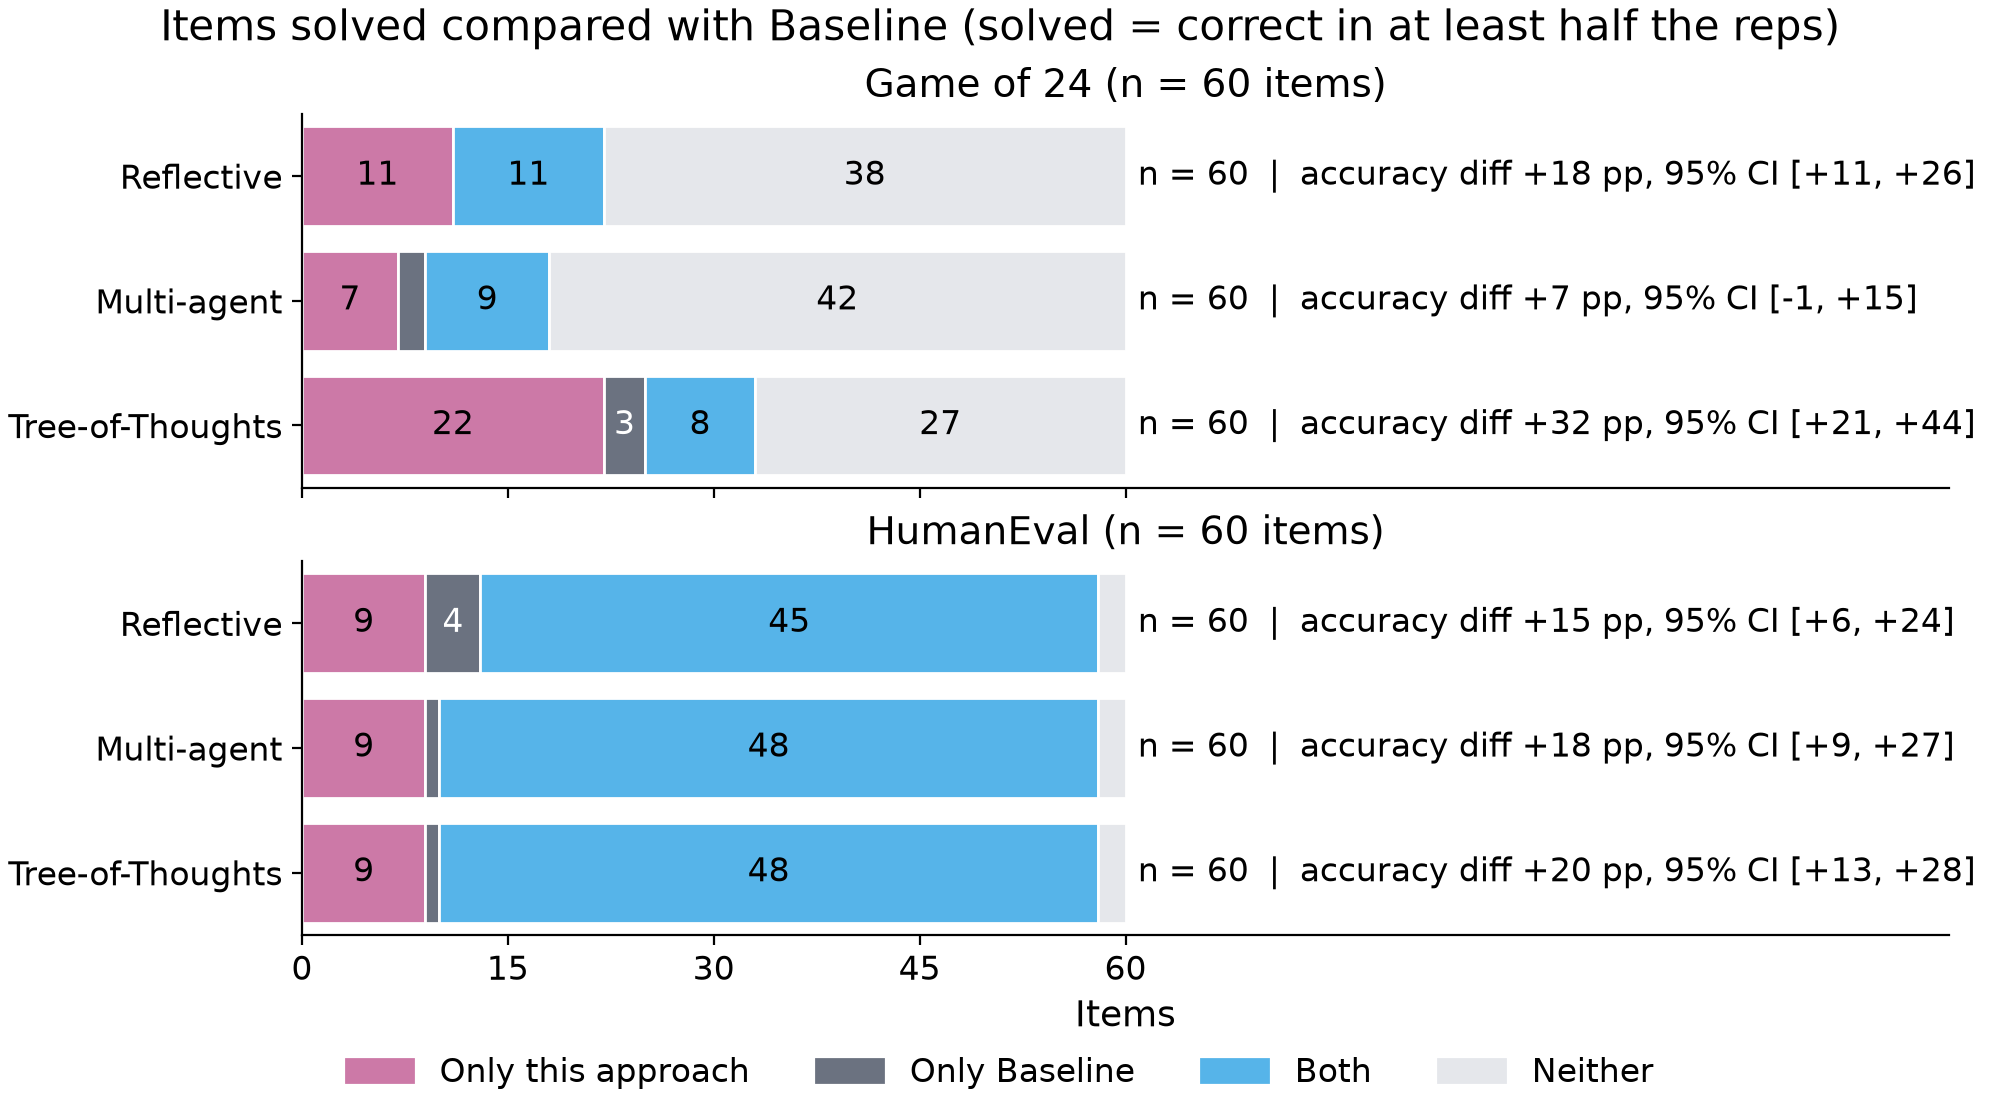 Items solved compared with Baseline (solved = correct in at least half the reps)
Game of 24 (n = 60 items)
Reflective 11 11 38 n = 60 | accuracy diff +18 pp, 95% CI [+11, +26]
Multi-agent 7 9 42 n = 60 | accuracy diff +7 pp, 95% CI [-1, +15]
Tree-of-Thoughts 22 3 8 27 n = 60 | accuracy diff +32 pp, 95% CI [+21, +44]
HumanEval (n = 60 items)
Reflective 9 4 45 n = 60 | accuracy diff +15 pp, 95% CI [+6, +24]
Multi-agent 9 48 n = 60 | accuracy diff +18 pp, 95% CI [+9, +27]
Tree-of-Thoughts 9 48 n = 60 | accuracy diff +20 pp, 95% CI [+13, +28]
0 15 30 45 60
Items
Only this approach Only Baseline Both Neither